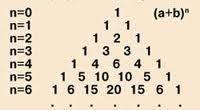 n=0 1 (a+b)ⁿ
n=1 1 1
n=2 1 2 1
n=3 1 3 3 1
n=4 1 4 6 4 1
n=5 1 5 10 10 5 1
n=6 1 6 15 20 15 6 1
. . . . . . . .